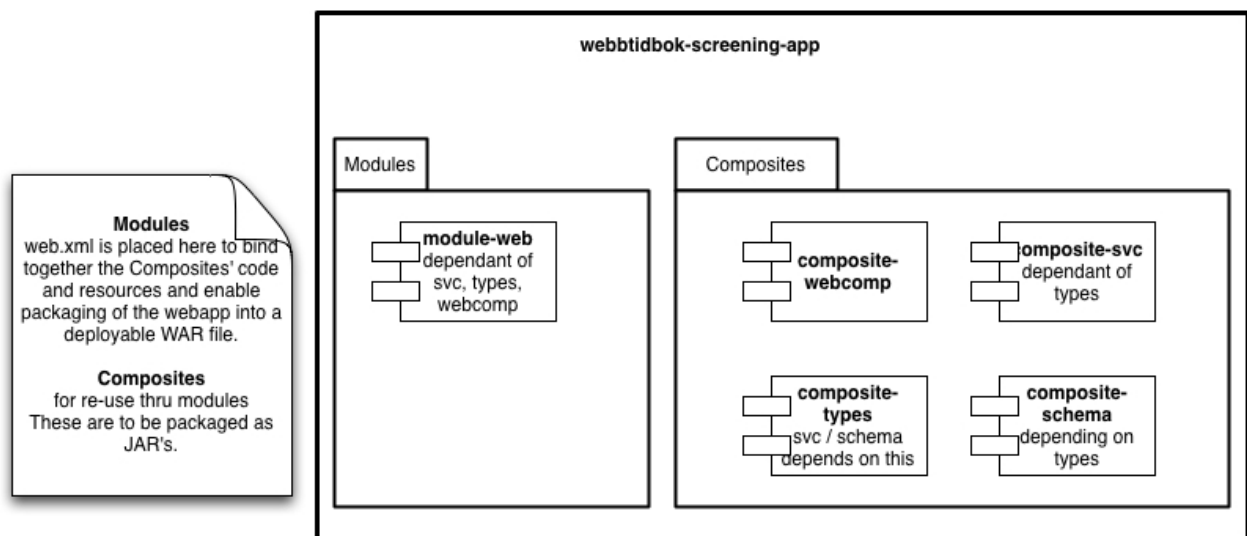 webbtidbok-screening-app
Modules
web.xml is placed here to bind
together the Composites' code
and resources and enable
packaging of the webapp into a
deployable WAR file.
Composites
for re-use thru modules
These are to be packaged as
JAR's.
Modules
module-web
dependant of
svc, types,
webcomp
Composites
composite-
webcomp
composite-svc
dependant of
types
composite-
types
svc / schema
depends on this
composite-
schema
depending on
types